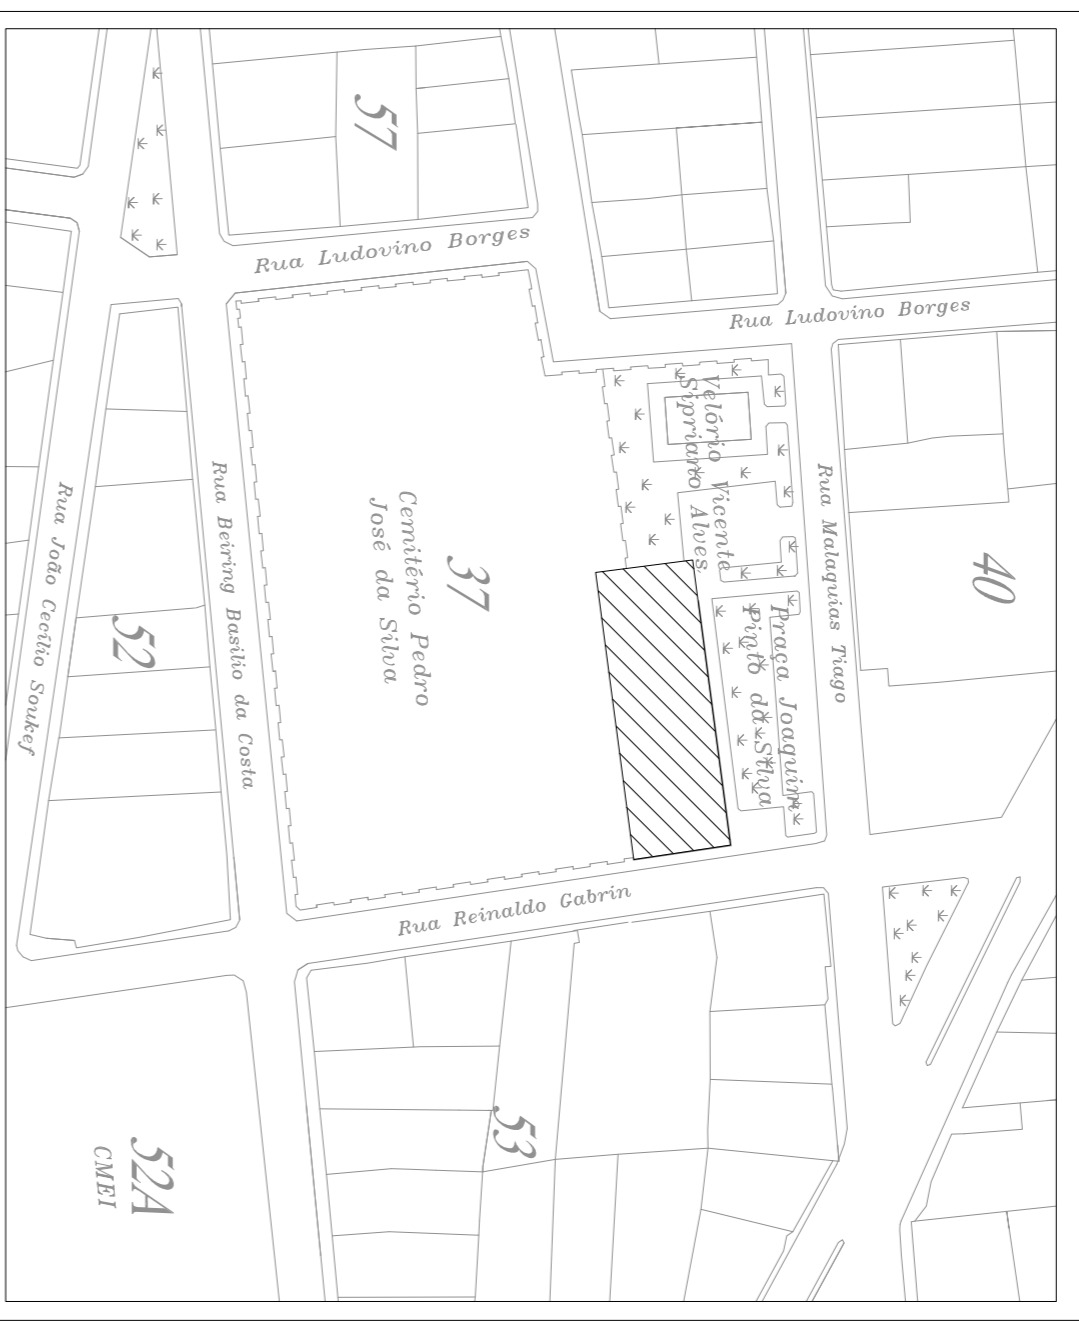 57
Rua Ludovino Borges
Rua Ludovino Borges
Velório Vicente
Sipriano Alves
Rua Malaquias Tiago
40
Rua João Cecílio Soukef
52
Rua Beiring Basilio da Costa
Cemitério Pedro
José da Silva
37
Praça Joaquim
Pinto da Silva
Rua Reinaldo Gabrin
53
52A
CMEI